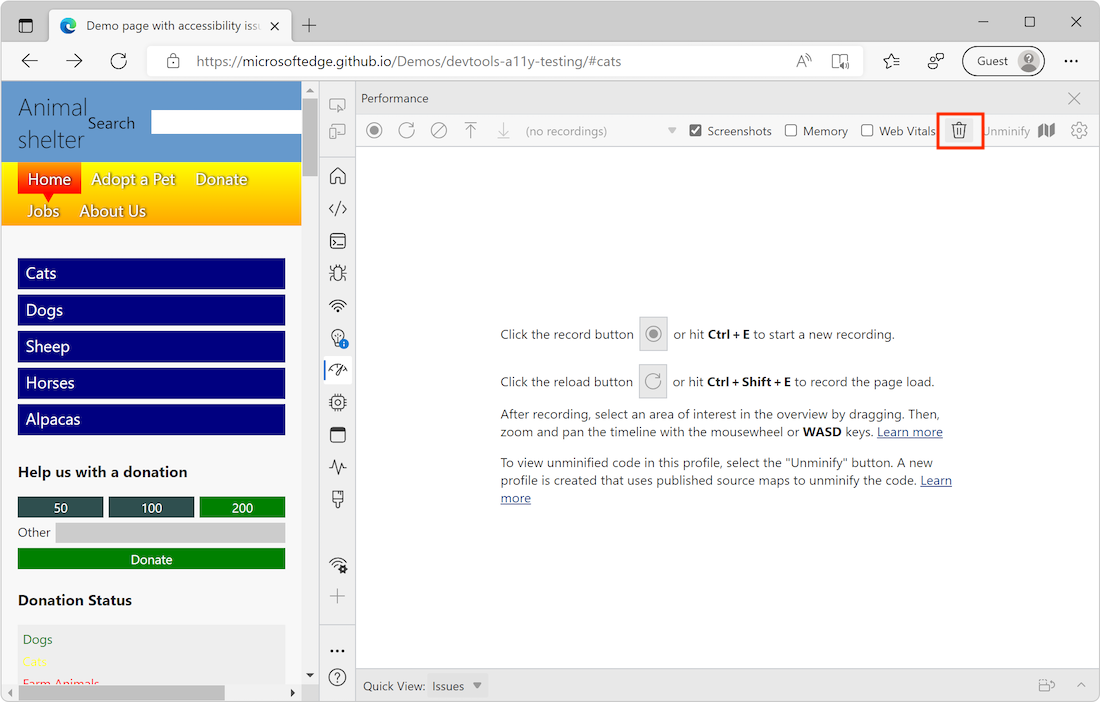 Demo page with accessibility issu
https://microsoftedge.github.io/Demos/devtools-a11y-testing/#cats
Guest
Animal shelter
Search
Home Adopt a Pet Donate
Jobs About Us
Cats
Dogs
Sheep
Horses
Alpacas
Help us with a donation
50 100 200
Other
Donate
Donation Status
Dogs
Cats
Farm Animals
Performance
(no recordings) Screenshots Memory Web Vitals Unminify
Click the record button or hit Ctrl + E to start a new recording.
Click the reload button or hit Ctrl + Shift + E to record the page load.
After recording, select an area of interest in the overview by dragging. Then,
zoom and pan the timeline with the mousewheel or WASD keys. Learn more
To view unminified code in this profile, select the "Unminify" button. A new
profile is created that uses published source maps to unminify the code. Learn
more
Quick View: Issues